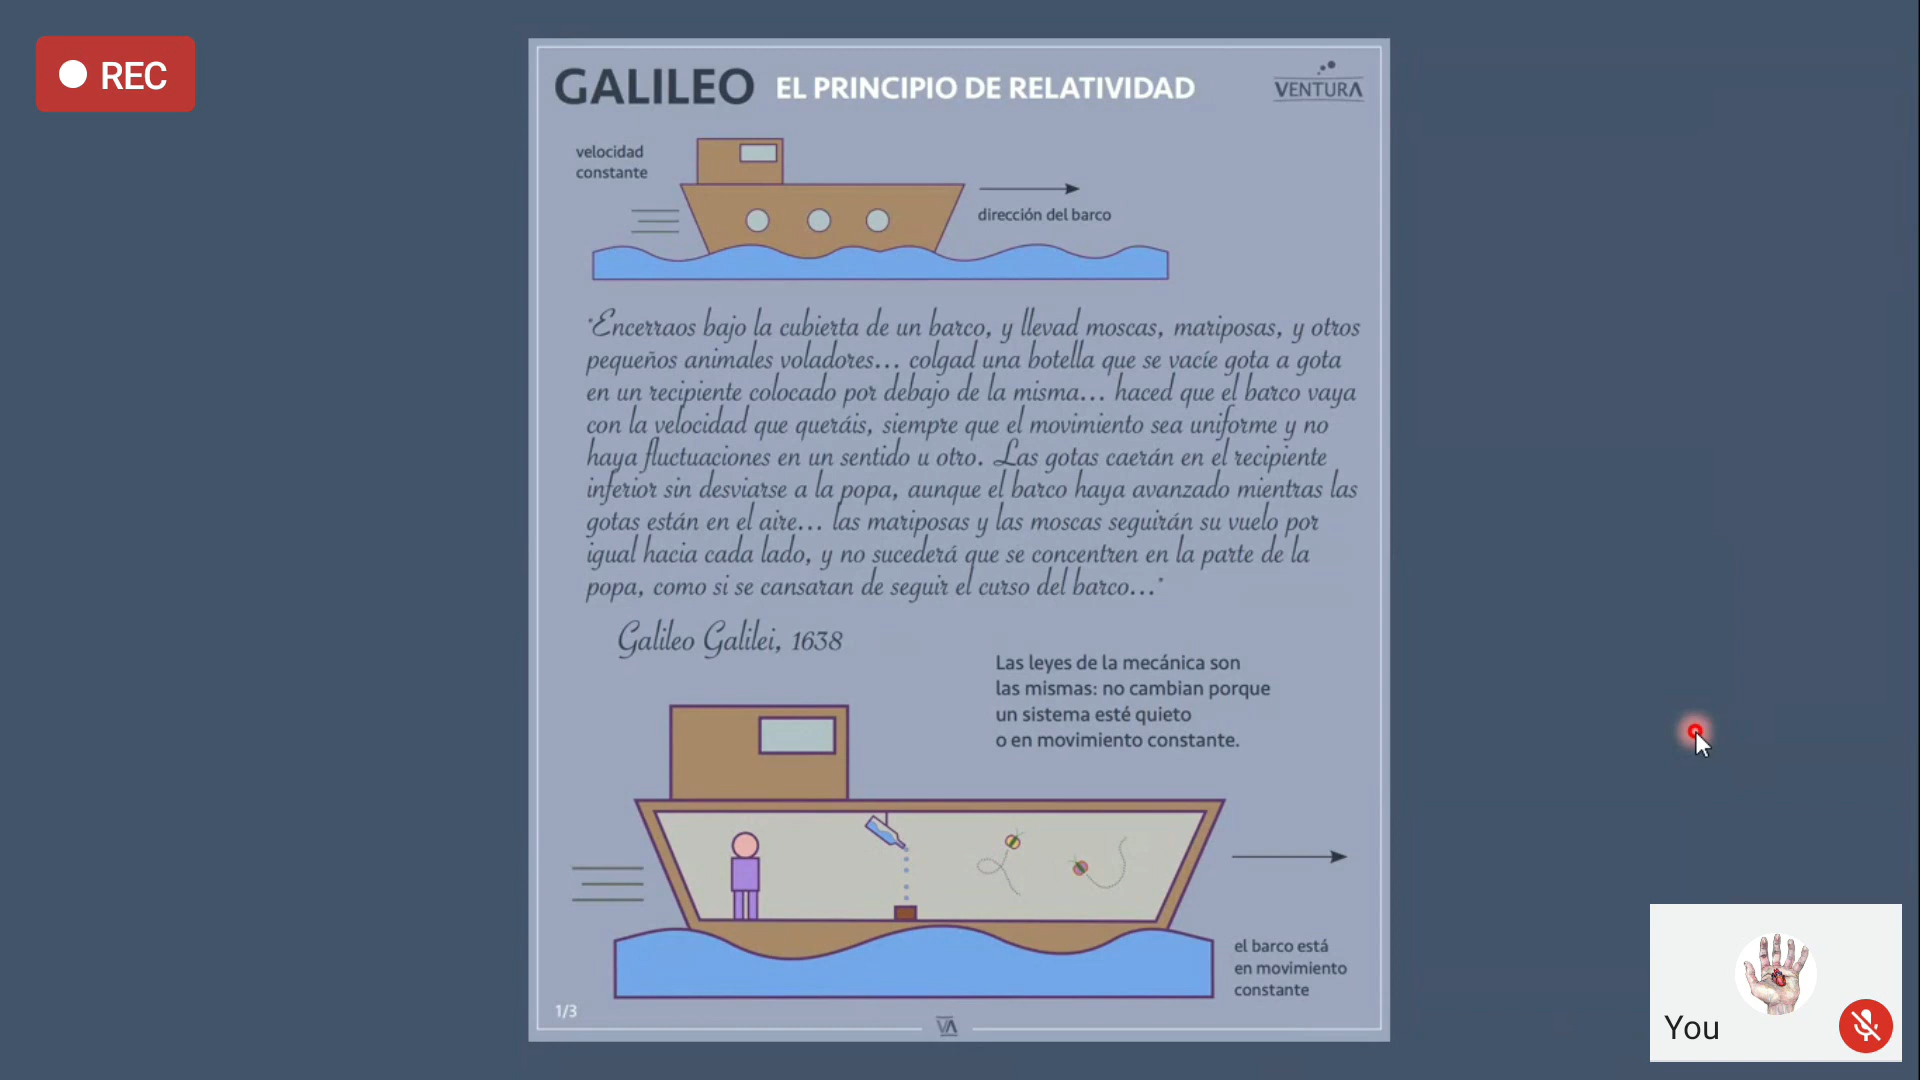 REC
GALILEO EL PRINCIPIO DE RELATIVIDAD
VENTURA
velocidad
constante
dirección del barco
"Encerraos bajo la cubierta de un barco, y llevad moscas, mariposas, y otros
pequeños animales voladores... colgad una botella que se vacíe gota a gota
en un recipiente colocado por debajo de la misma... haced que el barco vaya
con la velocidad que queráis, siempre que el movimiento sea uniforme y no
haya fluctuaciones en un sentido u otro. Las gotas caerán en el recipiente
inferior sin desviarse a la popa, aunque el barco haya avanzado mientras las
gotas están en el aire... las mariposas y las moscas seguirán su vuelo por
igual hacia cada lado, y no sucederá que se concentren en la parte de la
popa, como si se cansaran de seguir el curso del barco..."
Galileo Galilei, 1638
Las leyes de la mecánica son
las mismas: no cambian porque
un sistema esté quieto
o en movimiento constante.
el barco está
en movimiento
constante
1/3
VA
You